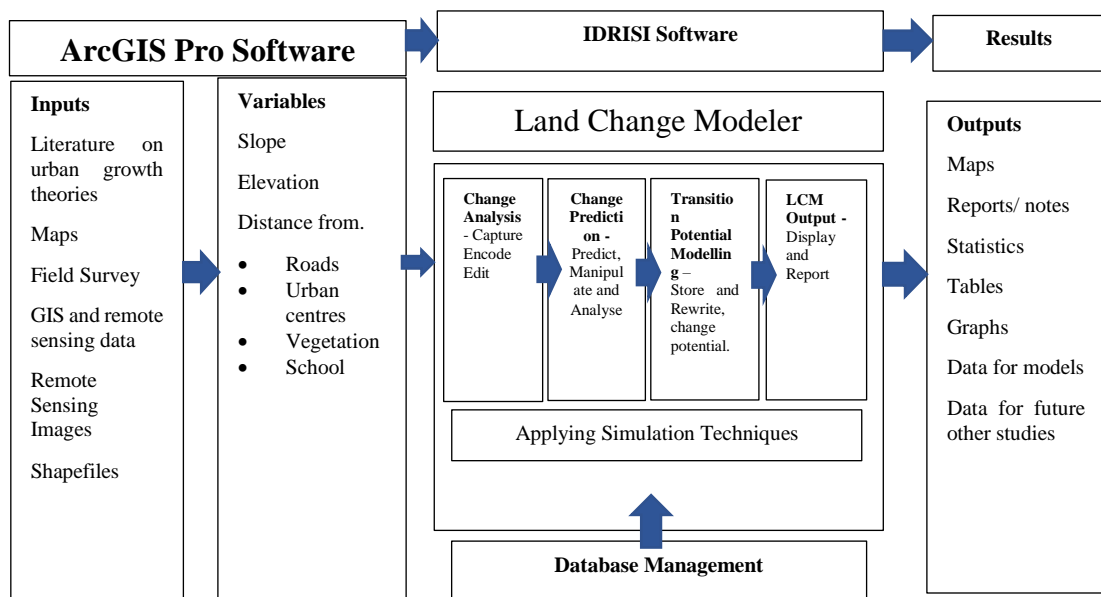 ArcGIS Pro Software
IDRISI Software
Results
Inputs
Literature on
urban growth
theories
Maps
Field Survey
GIS and remote
sensing data
Remote
Sensing
Images
Shapefiles
Variables
Slope
Elevation
Distance from.
• Roads
• Urban
centres
• Vegetation
• School
Land Change Modeler
Change
Analysis
- Capture
Encode
Edit
Change
Predicti
on -
Predict,
Manipul
ate and
Analyse
Transitio
n
Potential
Modellin
g –
Store and
Rewrite,
change
potential.
LCM
Output -
Display
and
Report
Applying Simulation Techniques
Database Management
Outputs
Maps
Reports/ notes
Statistics
Tables
Graphs
Data for models
Data for future
other studies